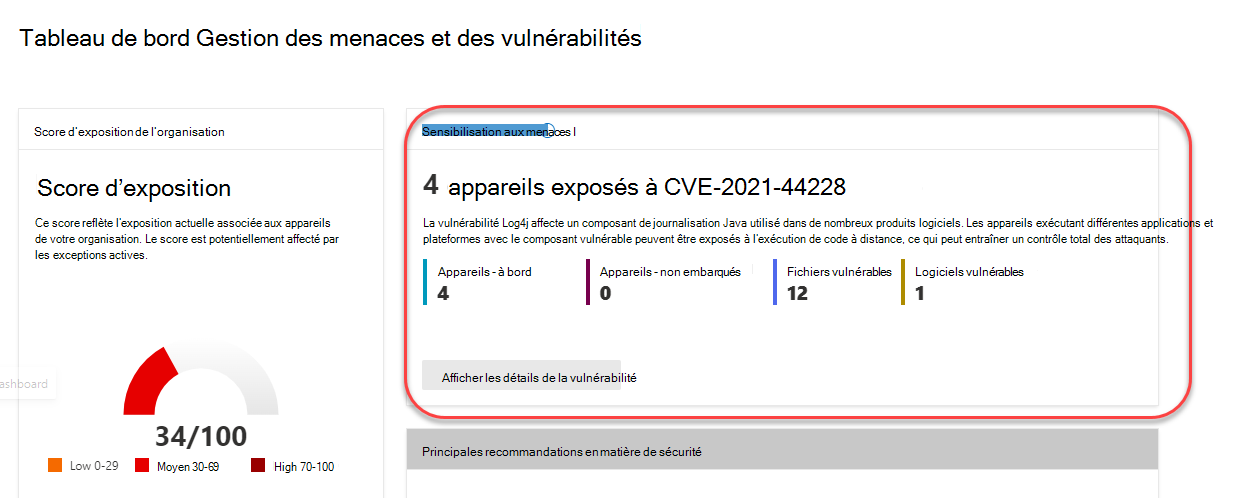 Tableau de bord Gestion des menaces et des vulnérabilités
Score d'exposition de l'organisation
Score d'exposition
Ce score reflète l'exposition actuelle associée aux appareils
de votre organisation. Le score est potentiellement affecté par
les exceptions actives.
ashboard
34/100
Low 0-29 Moyen 30-69 High 70-100
Sensibilisation aux menaces I
4 appareils exposés à CVE-2021-44228
La vulnérabilité Log4j affecte un composant de journalisation Java utilisé dans de nombreux produits logiciels. Les appareils exécutant différentes applications et
plateformes avec le composant vulnérable peuvent être exposés à l'exécution de code à distance, ce qui peut entraîner un contrôle total des attaquants.
Appareils - à bord
4
Appareils - non embarqués
0
Fichiers vulnérables
12
Logiciels vulnérables
1
Afficher les détails de la vulnérabilité
Principales recommandations en matière de sécurité